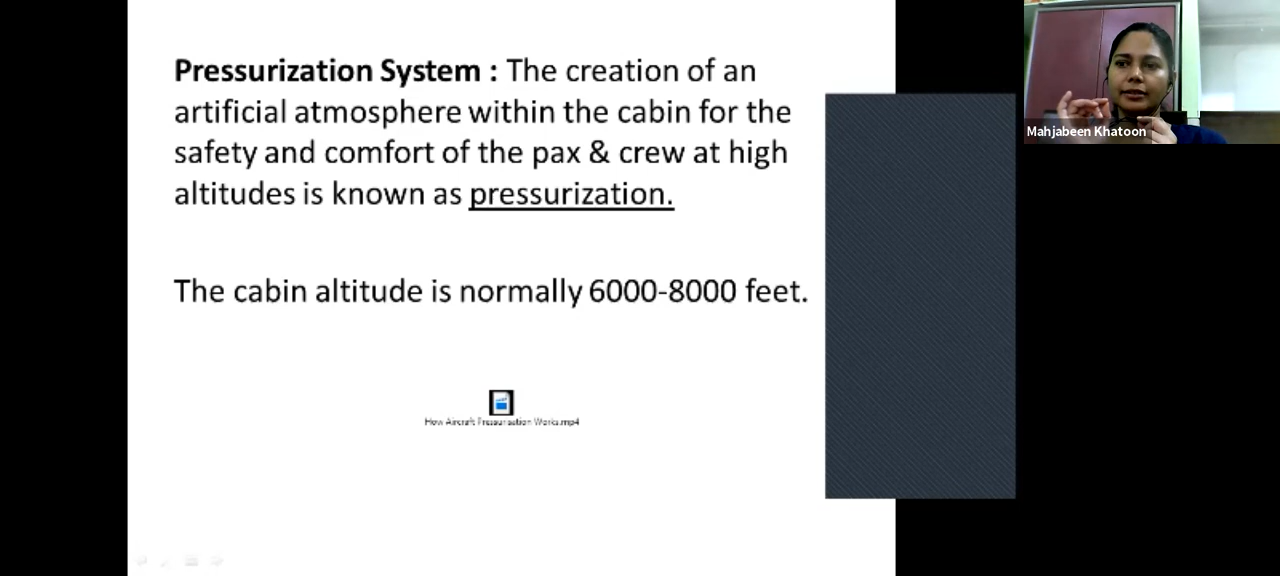 Pressurization System : The creation of an
artificial atmosphere within the cabin for the
safety and comfort of the pax & crew at high
altitudes is known as pressurization.
The cabin altitude is normally 6000-8000 feet.
How Aircraft Pressurisation Works.mp4
Mahjabeen Khatoon